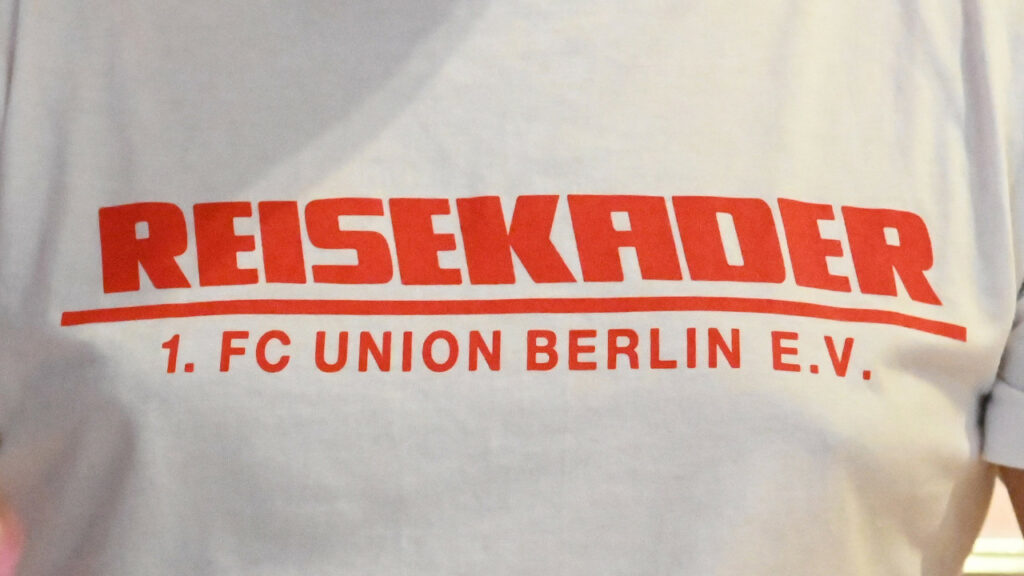 REISEKADER
1. FC UNION BERLIN E.V.